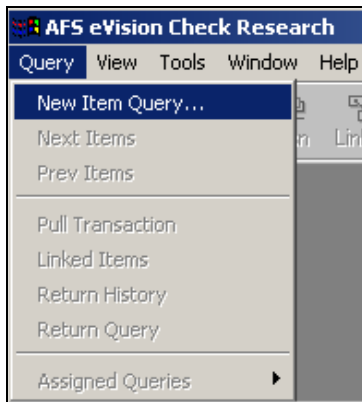 AFS eVision Check Research
Query View Tools Window Help
New Item Query...
Next Items
Prev Items
Pull Transaction
Linked Items
Return History
Return Query
Assigned Queries